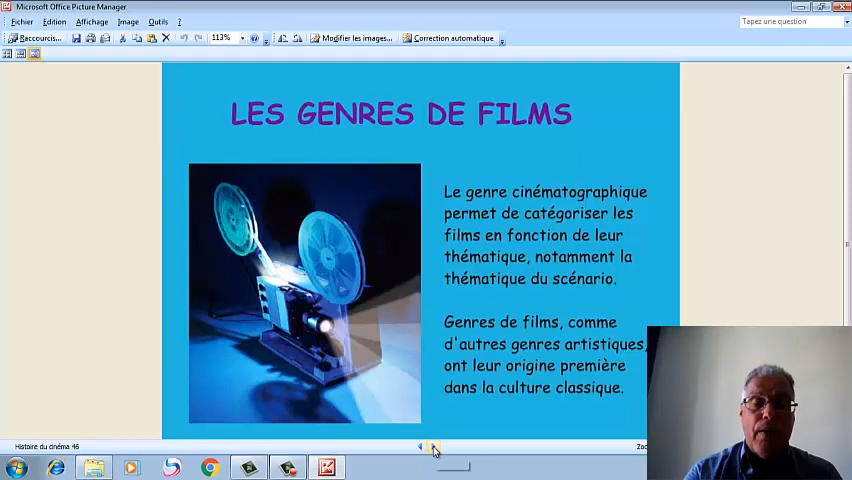 Microsoft Office Picture Manager
Fichier Edition Affichage Image Outils ?
Tapez une question
Raccourcis... 113% Modifier les images... Correction automatique
LES GENRES DE FILMS
Le genre cinématographique
permet de catégoriser les
films en fonction de leur
thématique, notamment la
thématique du scénario.
Genres de films, comme
d'autres genres artistiques,
ont leur origine première
dans la culture classique.
Histoire du cinéma 46